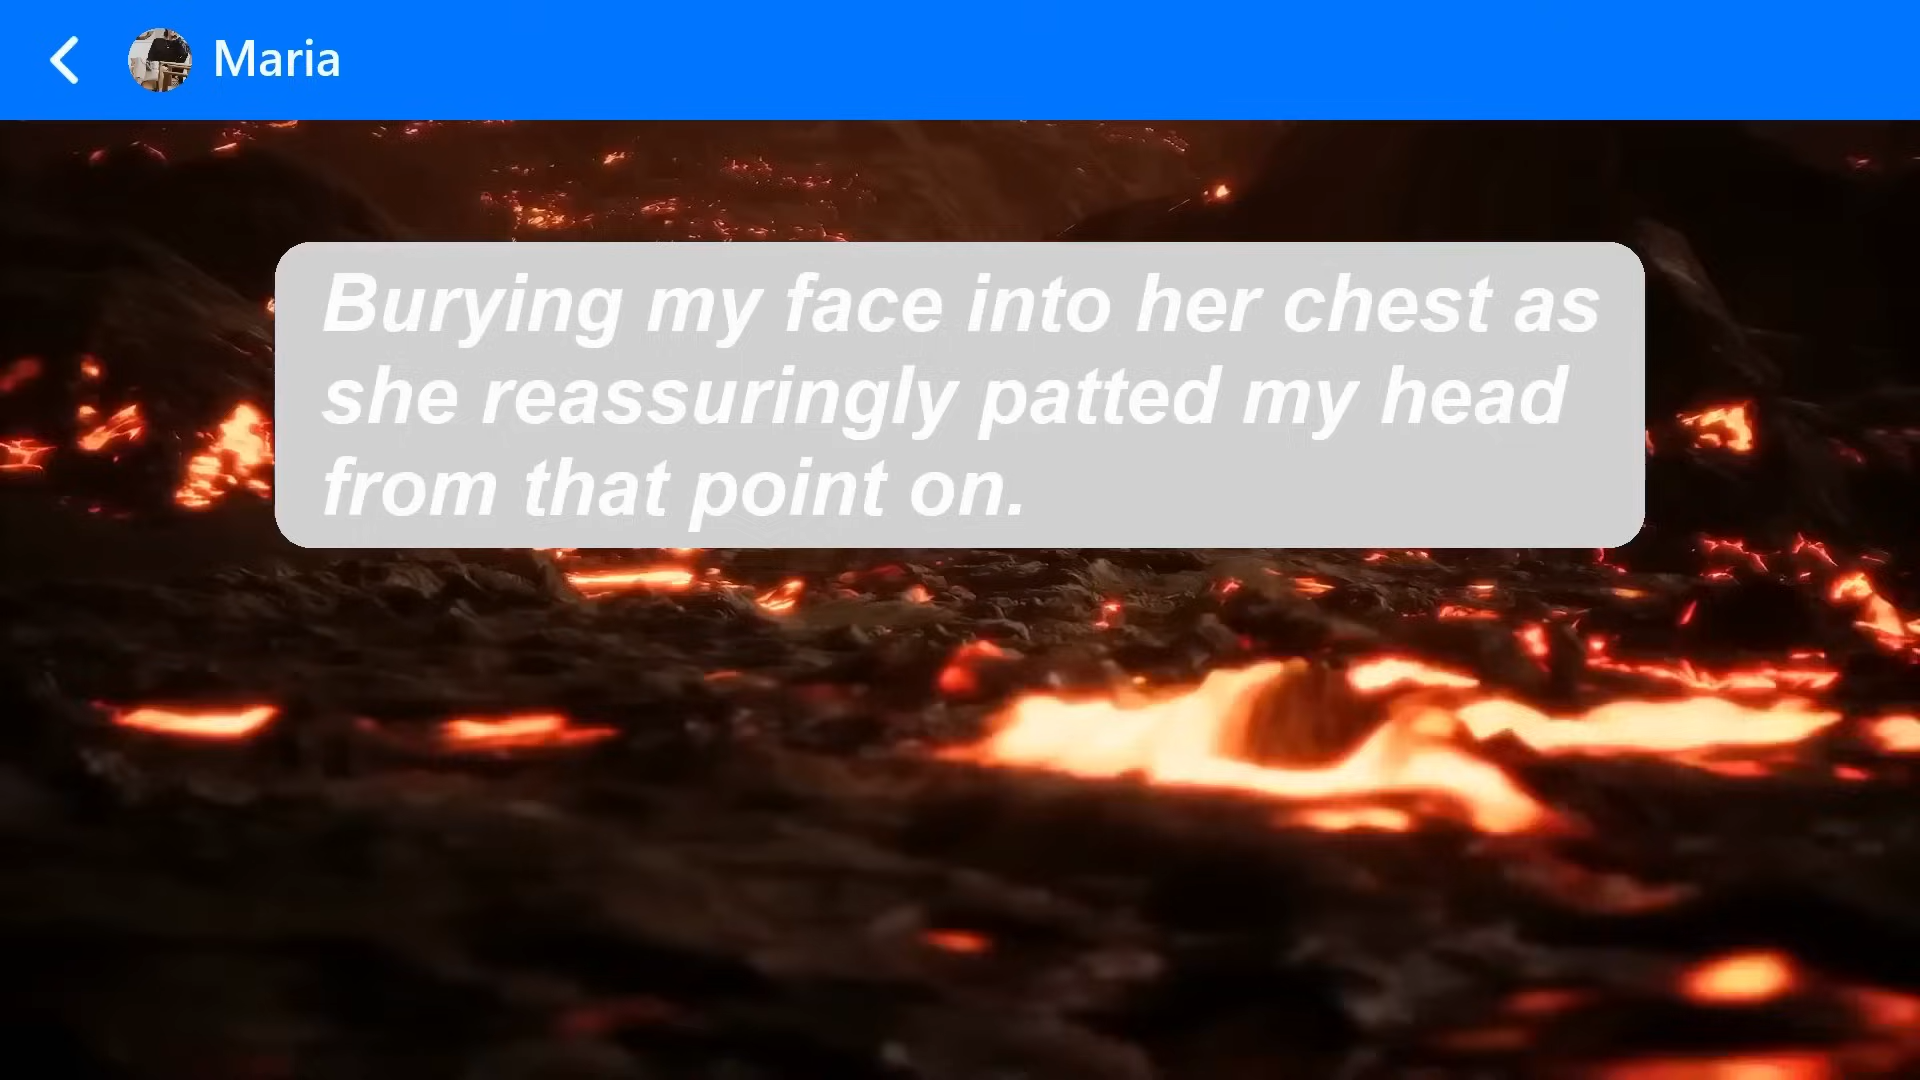 Maria
Burying my face into her chest as
she reassuringly patted my head
from that point on.